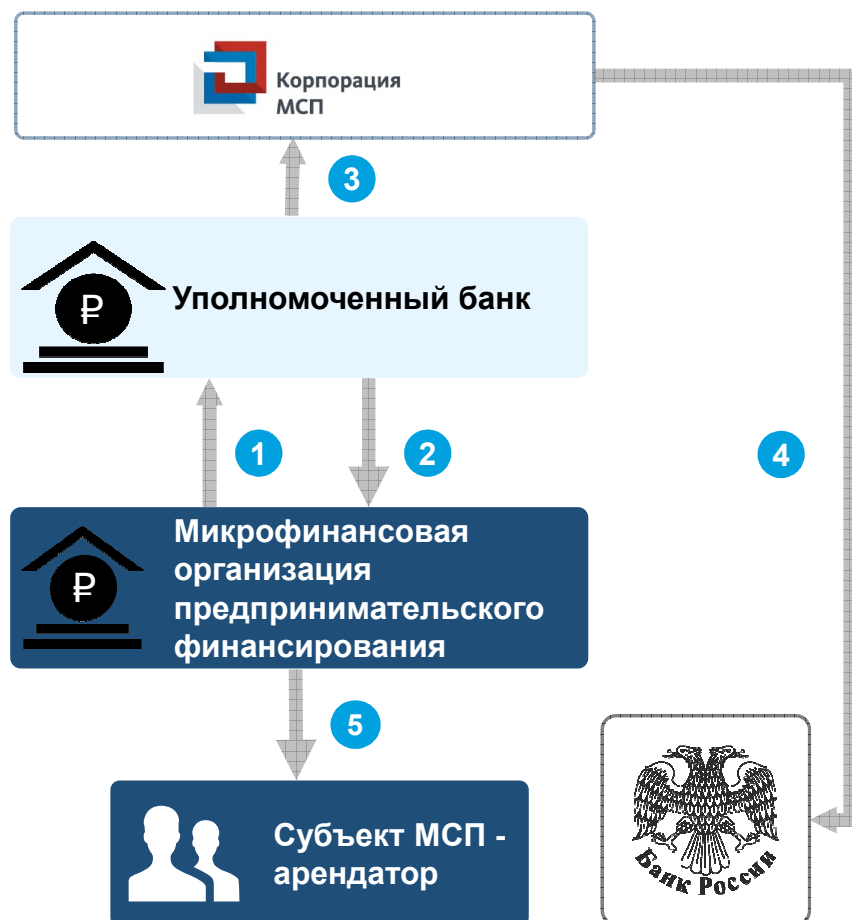 Корпорация
МСП
3
₽
Уполномоченный банк
1
2
4
₽
Микрофинансовая
организация
предпринимательского
финансирования
5
Субъект МСП -
арендатор
Банк России